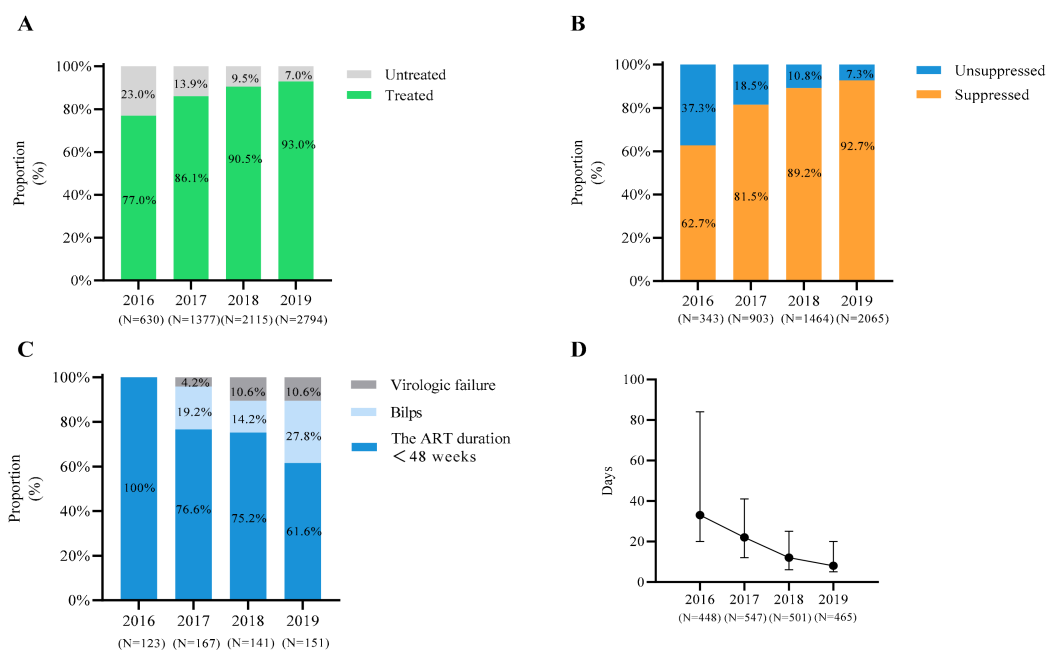 A
Proportion
(%)
100%
80%
60%
40%
20%
0%
23.0%
13.9%
9.5%
7.0%
77.0%
86.1%
90.5%
93.0%
2016
2017
2018
2019
(N=630)
(N=1377)
(N=2115)
(N=2794)
Untreated
Treated
B
Proportion
(%)
100%
80%
60%
40%
20%
0%
37.3%
18.5%
10.8%
7.3%
62.7%
81.5%
89.2%
92.7%
2016
2017
2018
2019
(N=343)
(N=903)
(N=1464)
(N=2065)
Unsuppressed
Suppressed
C
Proportion
(%)
100%
80%
60%
40%
20%
0%
4.2%
10.6%
10.6%
19.2%
14.2%
27.8%
100%
76.6%
75.2%
61.6%
2016
2017
2018
2019
(N=123)
(N=167)
(N=141)
(N=151)
Virologic failure
Bilps
The ART duration
＜48 weeks
D
Days
100
80
60
40
20
0
2016
2017
2018
2019
(N=448)
(N=547)
(N=501)
(N=465)